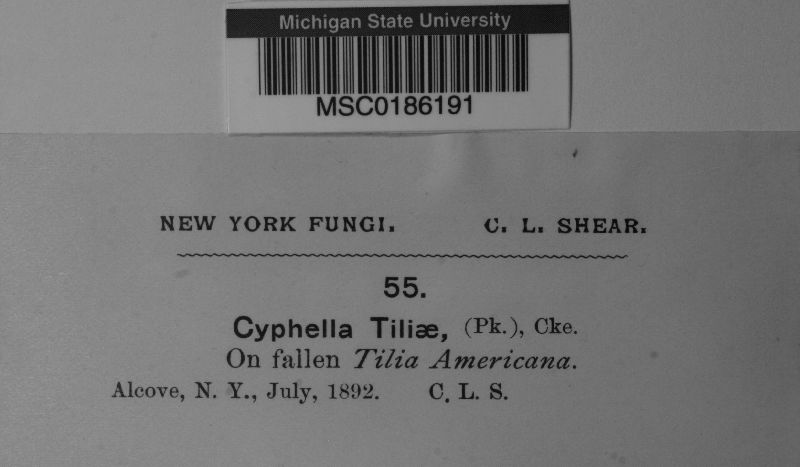 Michigan State University
MSC0186191
NEW YORK FUNGI. C. L. SHEAR.
55.
Cyphella Tiliæ, (Pk.), Cke.
On fallen Tilia Americana.
Alcove, N. Y., July, 1892. C. L. S.